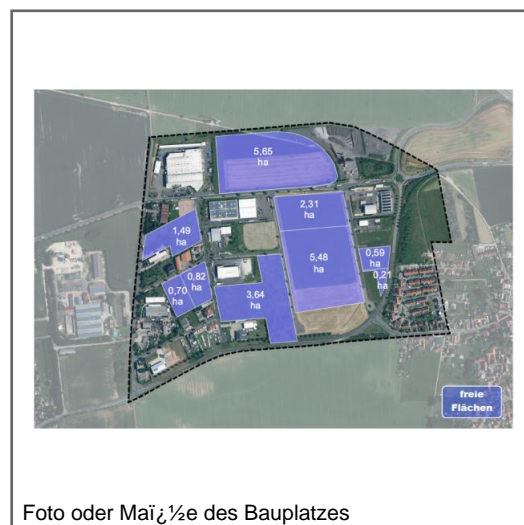 5,65
ha
2,31
ha
1,49
ha
5,48
ha
0,59
ha
0,82
ha
0,21
ha
0,70
ha
3,64
ha
freie
Flächen
Foto oder Maï¿½e des Bauplatzes